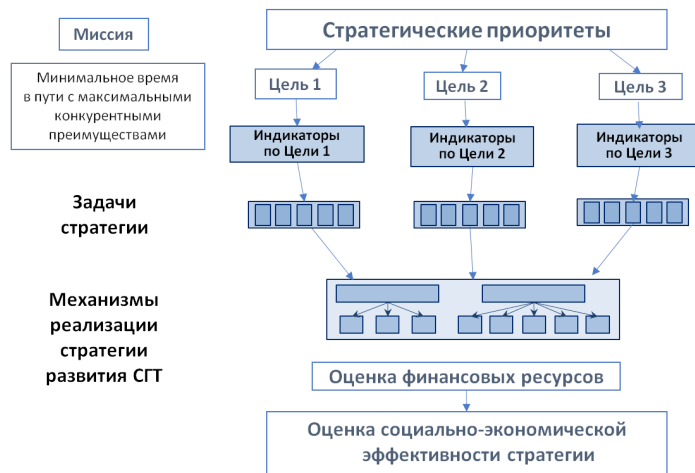 Миссия
Стратегические приоритеты
Минимальное время
в пути с максимальными
конкурентными
преимуществами
Цель 1
Цель 2
Цель 3
Индикаторы
по Цели 1
Индикаторы
по Цели 2
Индикаторы
по Цели 3
Задачи
стратегии
Механизмы
реализации
стратегии
развития СГТ
Оценка финансовых ресурсов
Оценка социально-экономической
эффективности стратегии